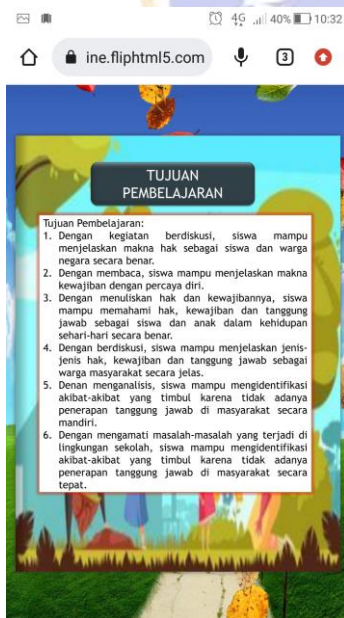 4G 40% 10:32
ine.fliphtml5.com 3
TUJUAN
PEMBELAJARAN
Tujuan Pembelajaran:
1. Dengan kegiatan berdiskusi, siswa mampu
menjelaskan makna hak sebagai siswa dan warga
negara secara benar.
2. Dengan membaca, siswa mampu menjelaskan makna
kewajiban dengan percaya diri.
3. Dengan menuliskan hak dan kewajibannya, siswa
mampu memahami hak, kewajiban dan tanggung
jawab sebagai siswa dan anak dalam kehidupan
sehari-hari secara benar.
4. Dengan berdiskusi, siswa mampu menjelaskan jenis-
jenis hak, kewajiban dan tanggung jawab sebagai
warga masyarakat secara jelas.
5. Denan menganalisis, siswa mampu mengidentifikasi
akibat-akibat yang timbul karena tidak adanya
penerapan tanggung jawab di masyarakat secara
mandiri.
6. Dengan mengamati masalah-masalah yang terjadi di
lingkungan sekolah, siswa mampu mengidentifikasi
akibat-akibat yang timbul karena tidak adanya
penerapan tanggung jawab di masyarakat secara
tepat.